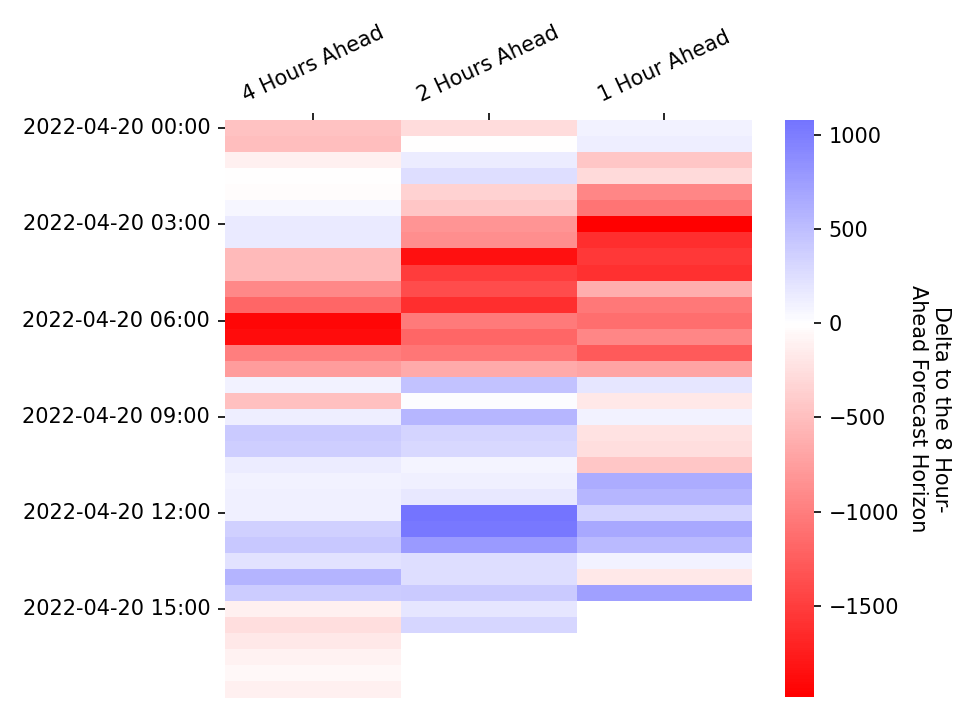 4 Hours Ahead
2 Hours Ahead
1 Hour Ahead
2022-04-20 00:00
2022-04-20 03:00
2022-04-20 06:00
2022-04-20 09:00
2022-04-20 12:00
2022-04-20 15:00
1000
500
0
−500
−1000
−1500
Delta to the 8 Hour-
Ahead Forecast Horizon